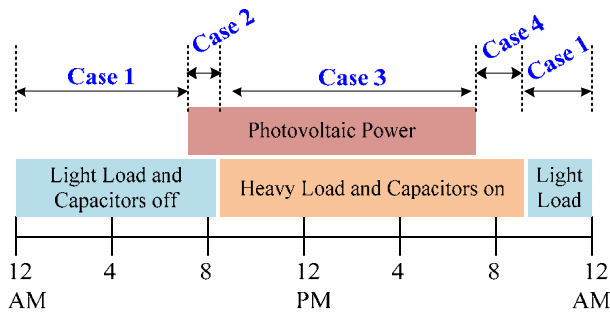 Case 1
Case 2
Case 3
Case 4
Case 1
Photovoltaic Power
Light Load and
Capacitors off
Heavy Load and Capacitors on
Light
Load
12 4 8 12 4 8 12
AM PM AM